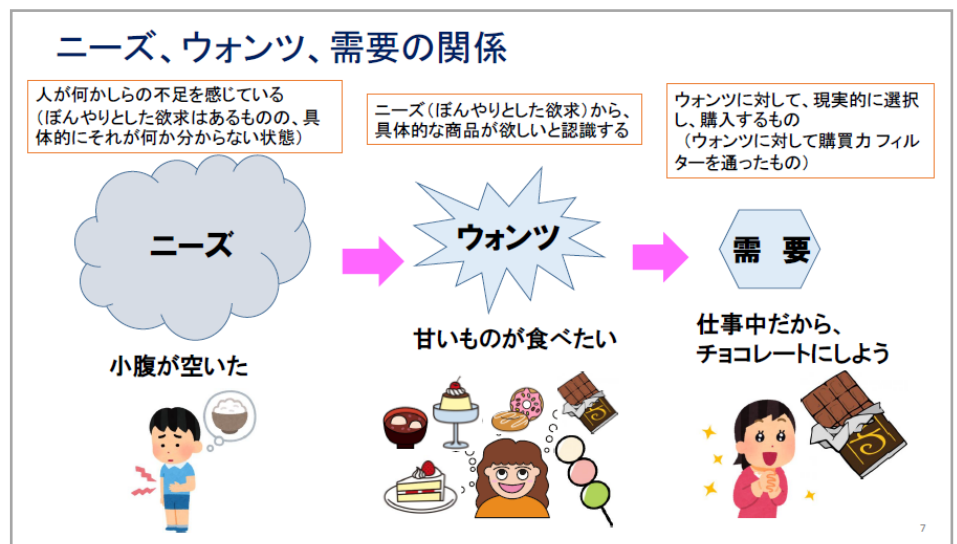 ニーズ、ウォンツ、需要の関係
人が何かしらの不足を感じている
（ぼんやりとした欲求はあるものの、具
体的にそれが何か分からない状態）
ニーズ（ぼんやりとした欲求）から、
具体的な商品が欲しいと認識する
ウォンツに対して、現実的に選択
し、購入するもの
（ウォンツに対して購買力 フィル
ターを通ったもの）
ニーズ
ウォンツ
需 要
小腹が空いた
甘いものが食べたい
仕事中だから、
チョコレートにしよう
7